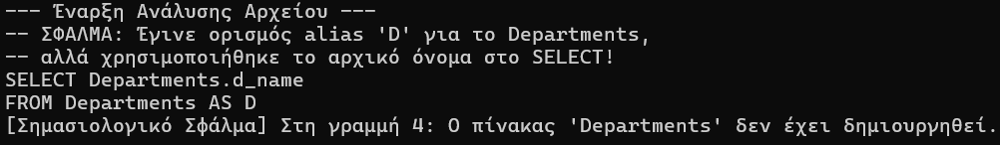 --- Έναρξη Ανάλυσης Αρχείου ---
-- ΣΦΑΛΜΑ: Έγινε ορισμός alias 'D' για το Departments,
-- αλλά χρησιμοποιήθηκε το αρχικό όνομα στο SELECT!
SELECT Departments.d_name
FROM Departments AS D
[Σημασιολογικό Σφάλμα] Στη γραμμή 4: Ο πίνακας 'Departments' δεν έχει δημιουργηθεί.